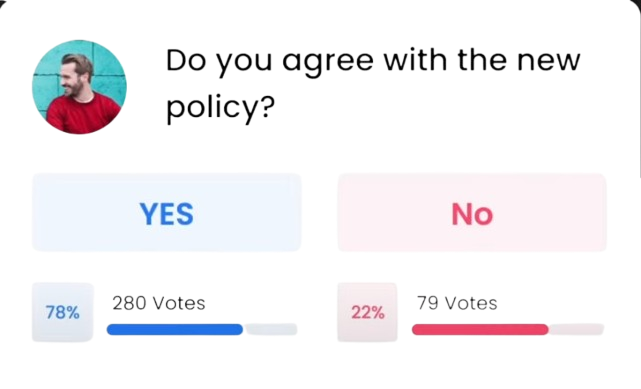 Do you agree with the new
policy?
YES
No
78%
280 Votes
22%
79 Votes